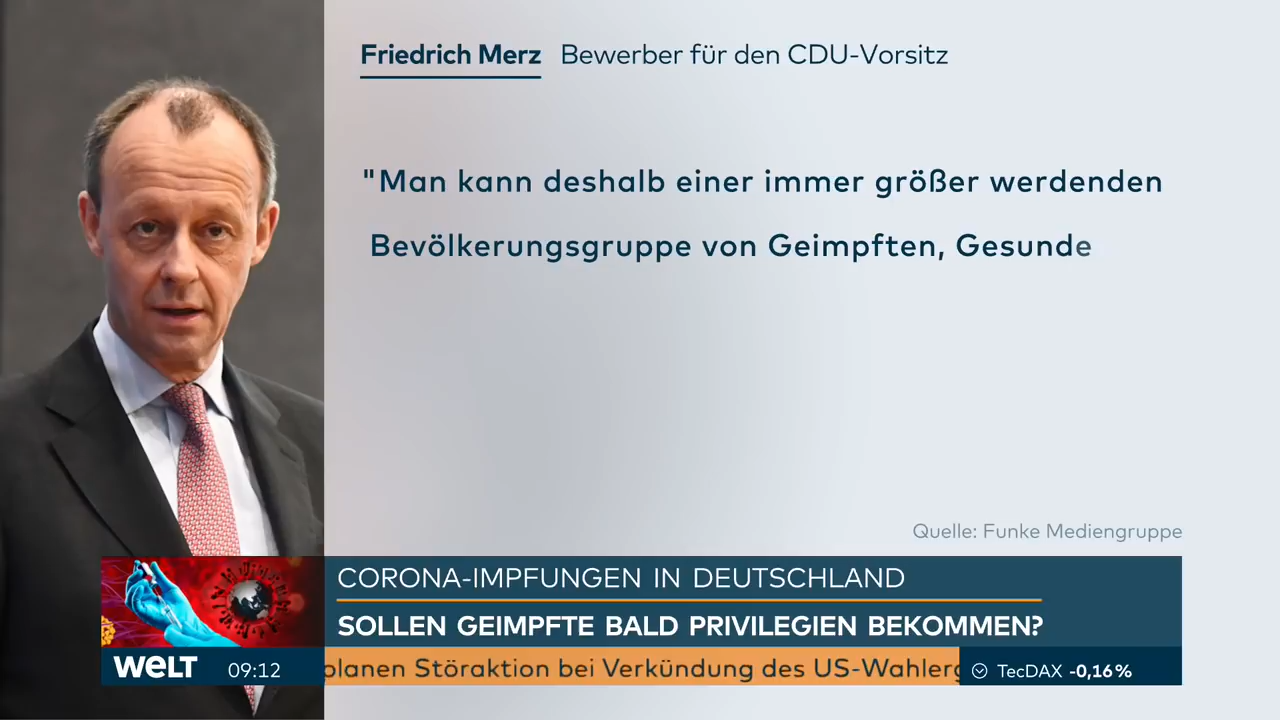 Friedrich Merz Bewerber für den CDU-Vorsitz
"Man kann deshalb einer immer größer werdenden
Bevölkerungsgruppe von Geimpften, Gesunde
Quelle: Funke Mediengruppe
CORONA-IMPFUNGEN IN DEUTSCHLAND
SOLLEN GEIMPFTE BALD PRIVILEGIEN BEKOMMEN?
WELT 09:12 planen Störaktion bei Verkündung des US-Wahlerg TecDAX -0,16%